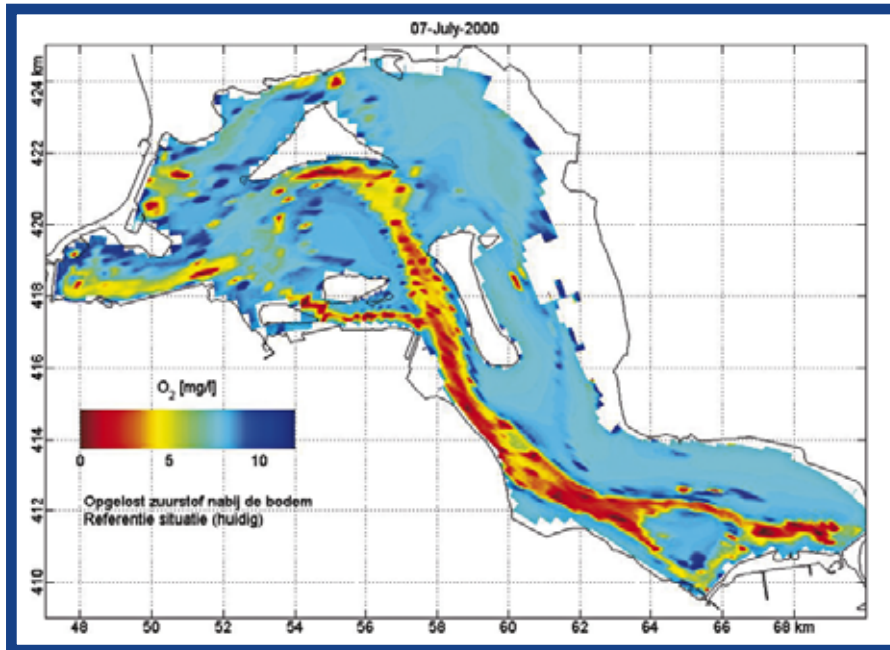 07-July-2000
424 km
422
420
418
416
414
412
410
O2 [mg/l]
0 5 10
Opgelost zuurstof nabij de bodem
Referentie situatie (huidig)
48 50 52 54 56 58 60 62 64 66 68 km